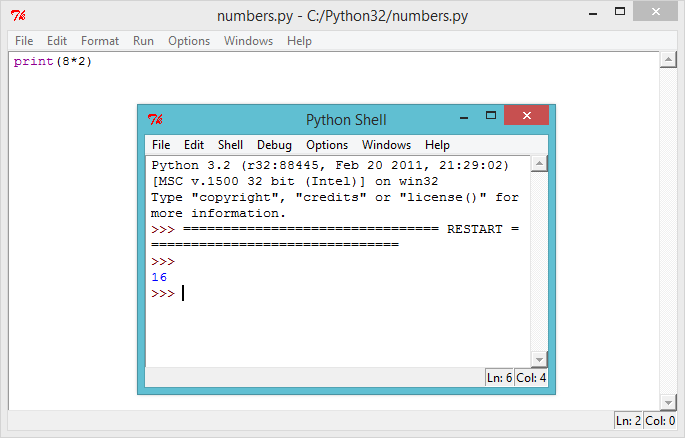 numbers.py - C:/Python32/numbers.py
File Edit Format Run Options Windows Help
print(8*2)
Python Shell
File Edit Shell Debug Options Windows Help
Python 3.2 (r32:88445, Feb 20 2011, 21:29:02)
[MSC v.1500 32 bit (Intel)] on win32
Type "copyright", "credits" or "license()" for
more information.
>>> ================================ RESTART =
===============================
>>>
16
>>>
Ln: 6 Col: 4
Ln: 2 Col: 0